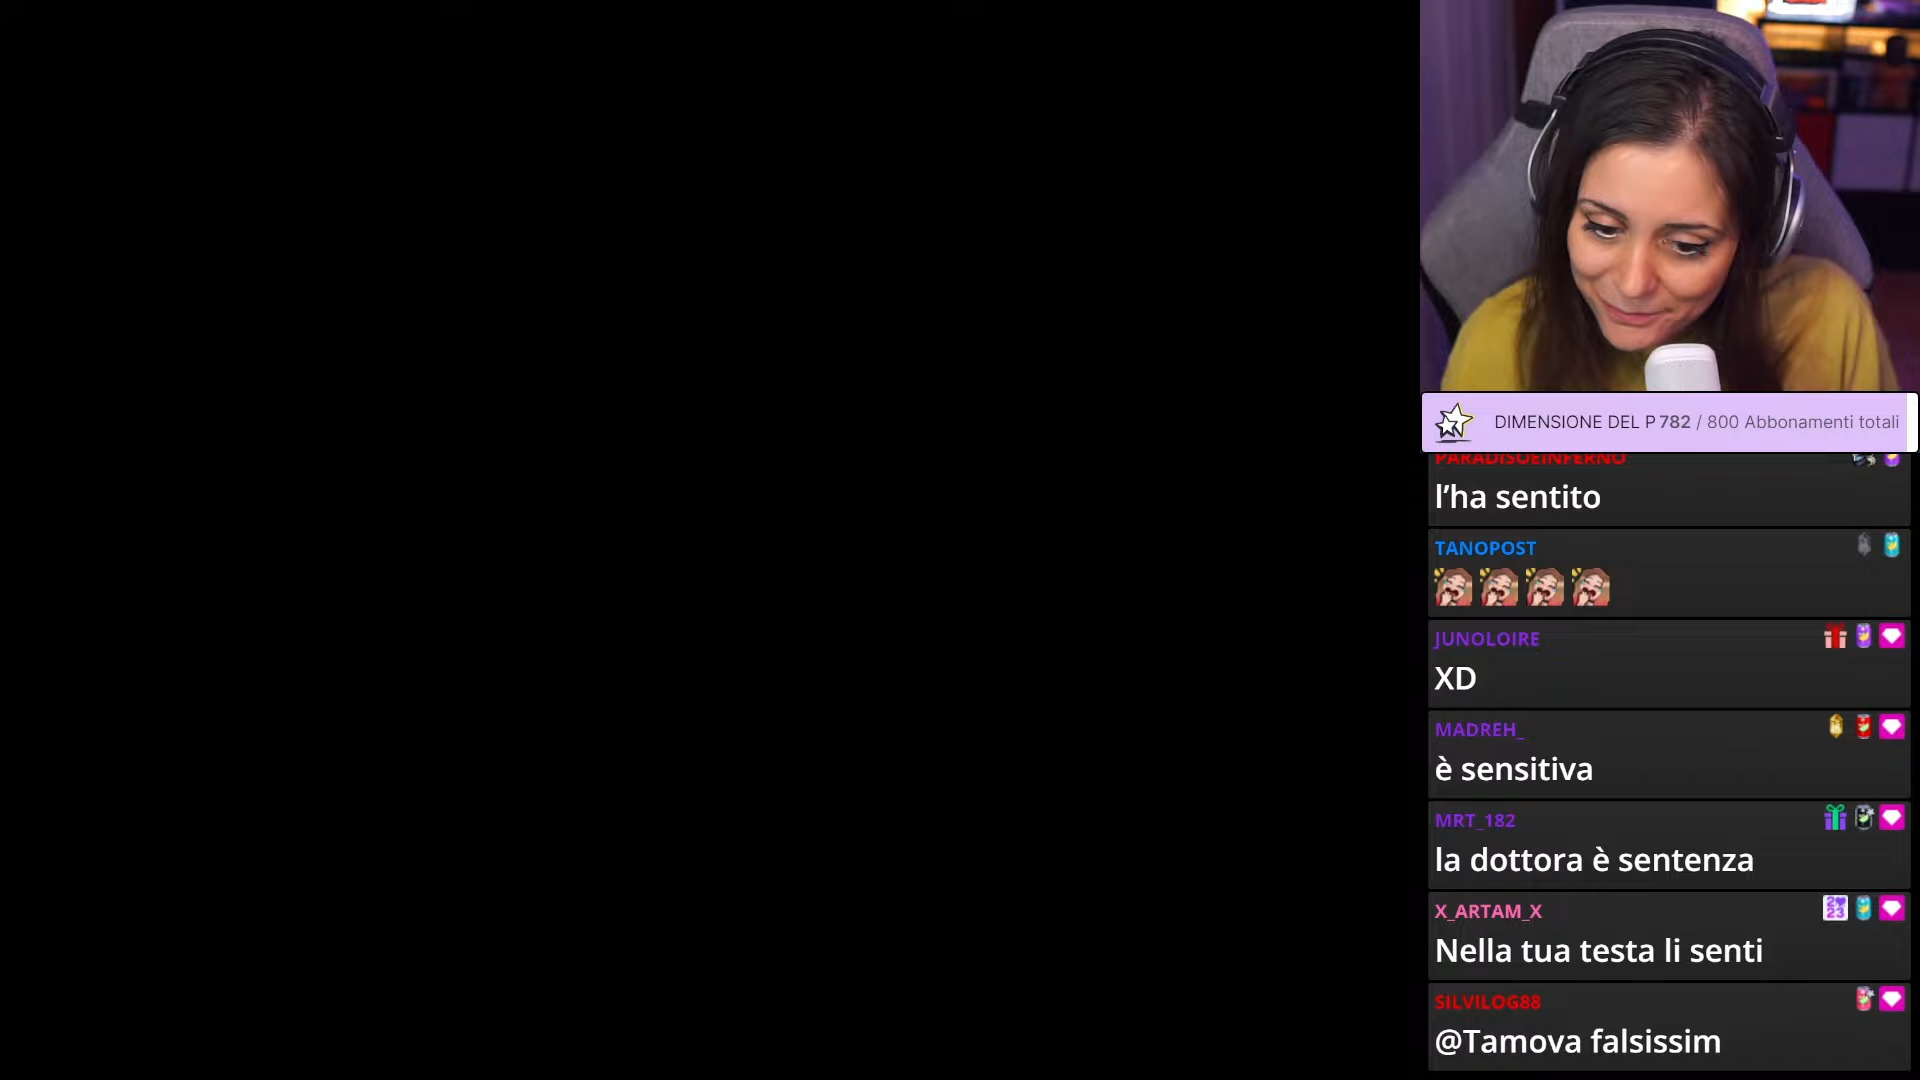 DIMENSIONE DEL P 782 / 800 Abbonamenti totali
PARADISOEINFERNO
l’ha sentito
TANOPOST
JUNOLOIRE
XD
MADREH_
è sensitiva
MRT_182
la dottora è sentenza
X_ARTAM_X
Nella tua testa li senti
SILVILOG88
@Tamova falsissim